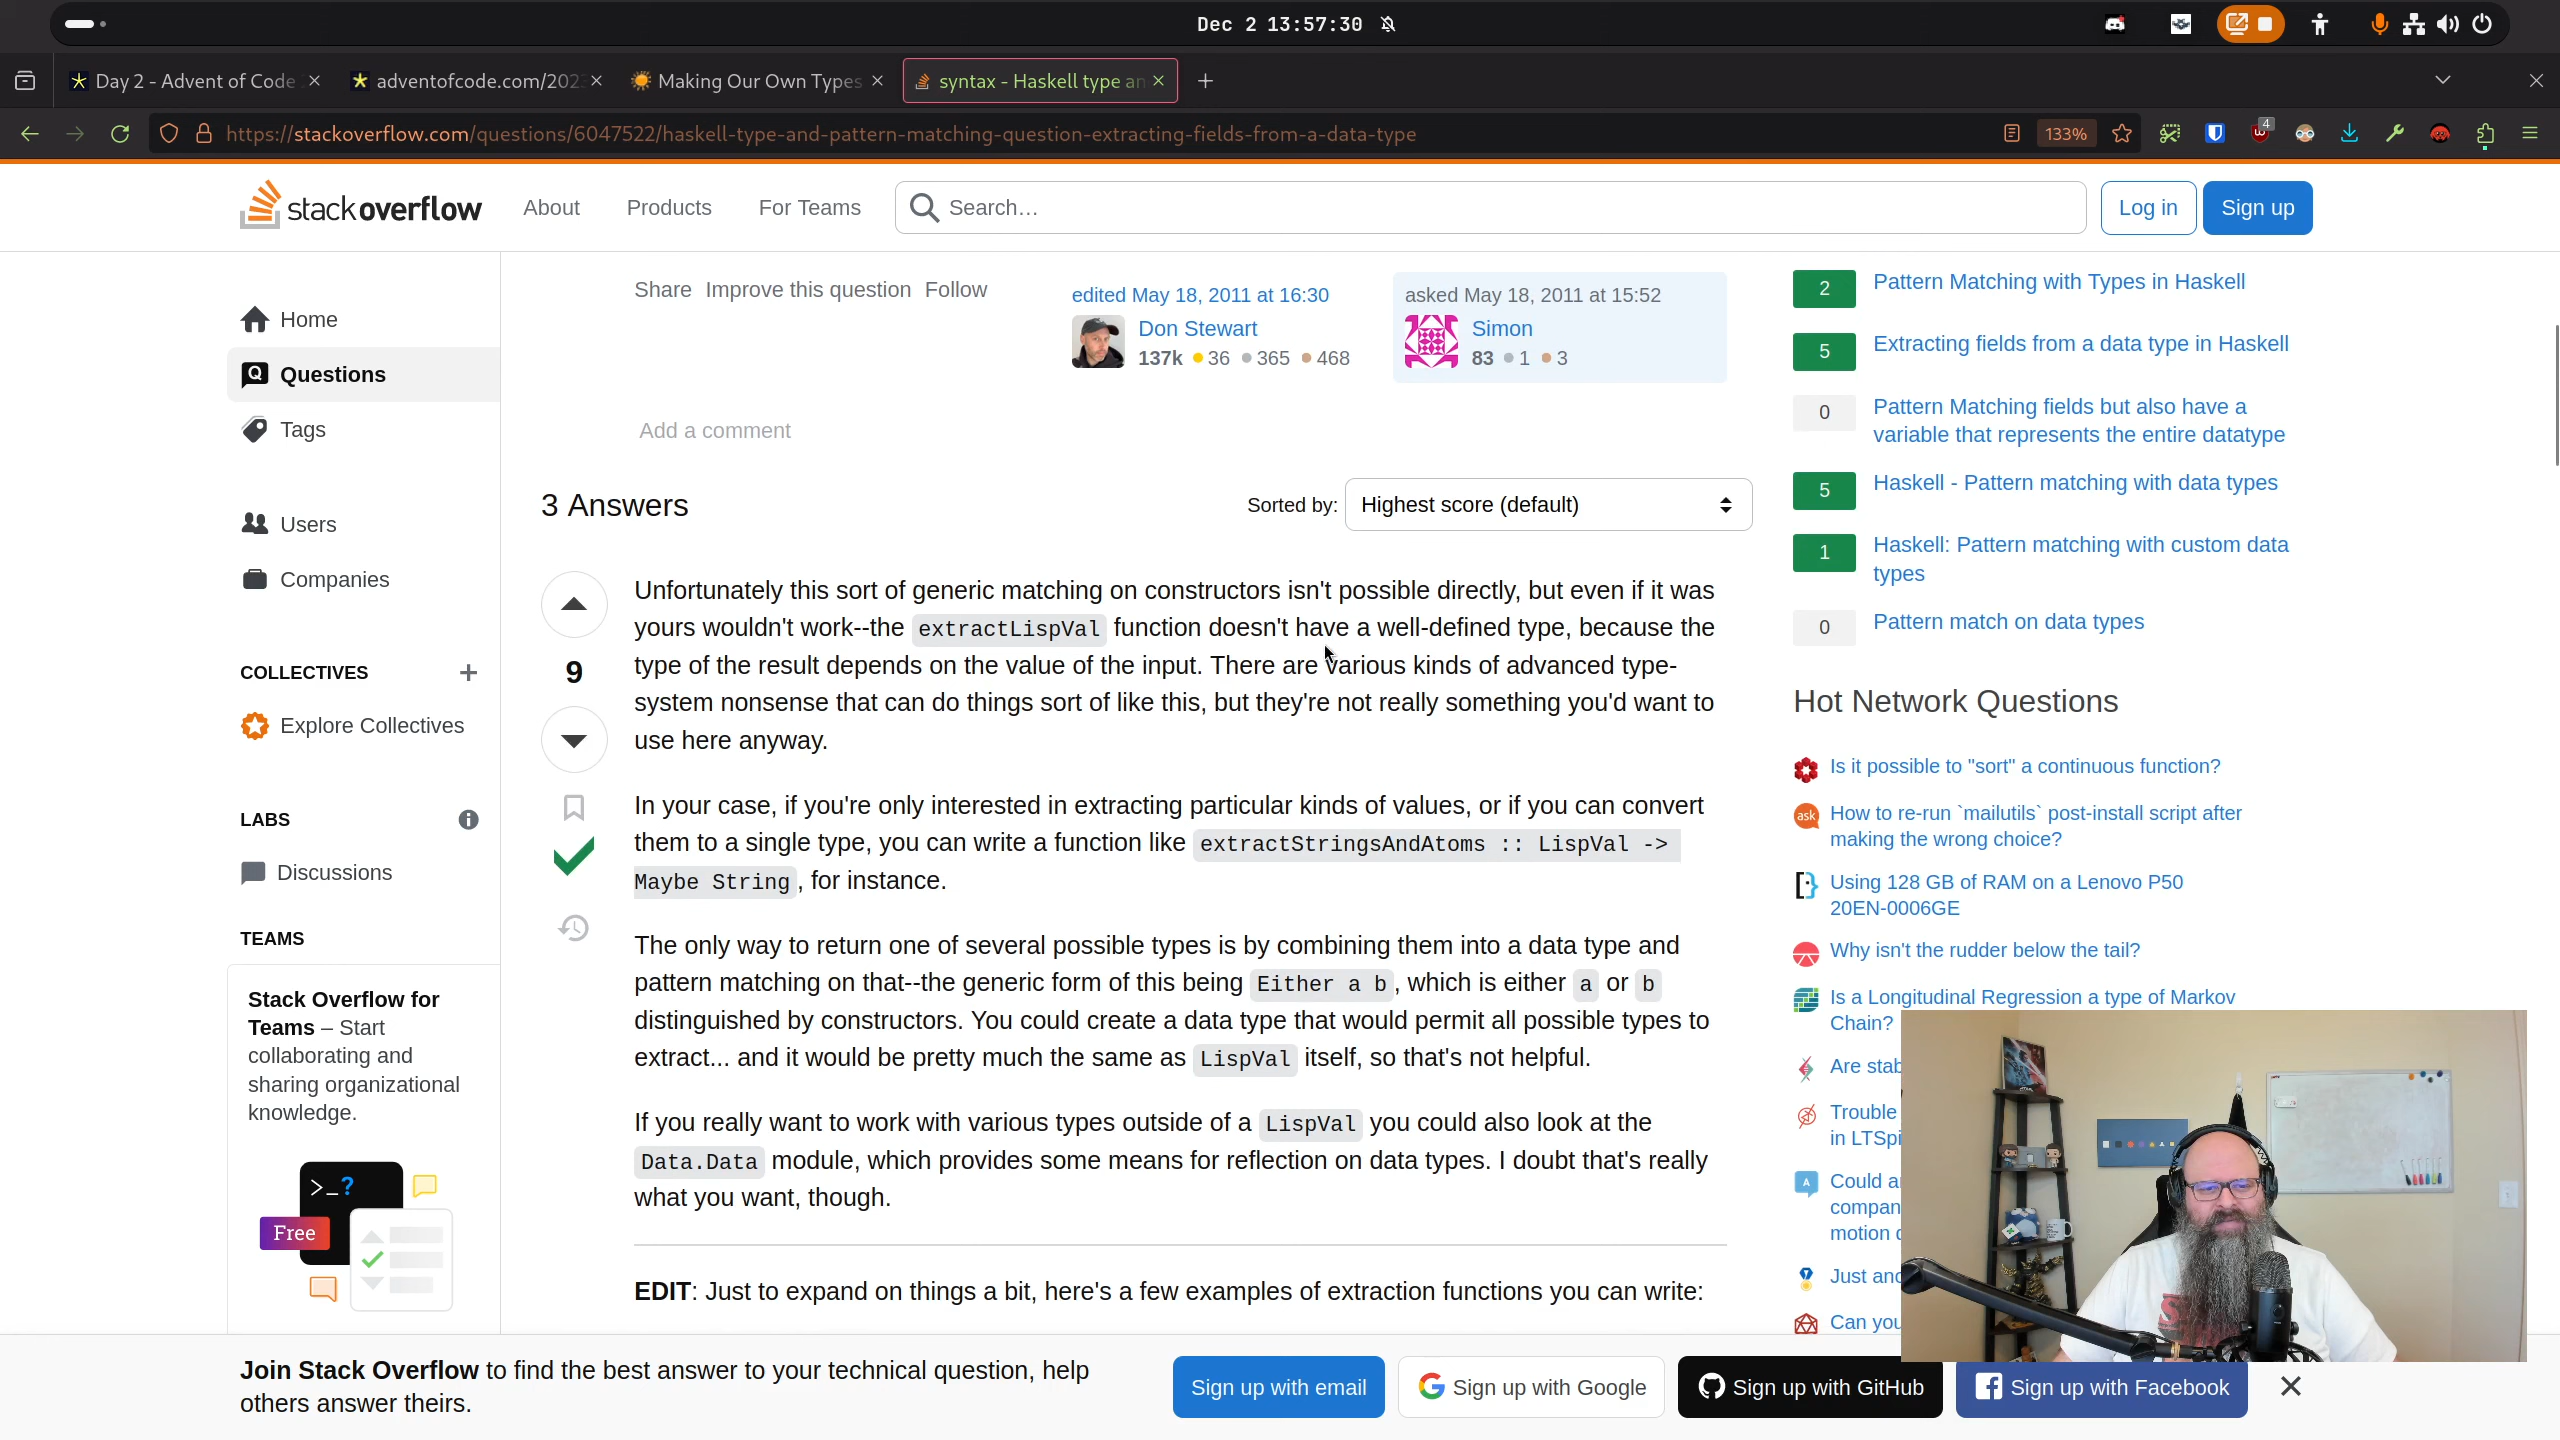 Dec 2 13:57:30
Day 2 - Advent of Code
adventofcode.com/202
Making Our Own Types
syntax - Haskell type an
https://stackoverflow.com/questions/6047522/haskell-type-and-pattern-matching-question-extracting-fields-from-a-data-type
133%
4
stackoverflow
About
Products
For Teams
Search…
Log in
Sign up
Home
Questions
Tags
Users
Companies
COLLECTIVES
Explore Collectives
LABS
Discussions
TEAMS
Stack Overflow for
Teams – Start
collaborating and
sharing organizational
knowledge.
>_?
Free
Share Improve this question Follow
edited May 18, 2011 at 16:30
Don Stewart
137k 36 365 468
asked May 18, 2011 at 15:52
Simon
83 1 3
Add a comment
3 Answers
Sorted by:
Highest score (default)
9
Unfortunately this sort of generic matching on constructors isn't possible directly, but even if it was
yours wouldn't work--the extractLispVal function doesn't have a well-defined type, because the
type of the result depends on the value of the input. There are various kinds of advanced type-
system nonsense that can do things sort of like this, but they're not really something you'd want to
use here anyway.
In your case, if you're only interested in extracting particular kinds of values, or if you can convert
them to a single type, you can write a function like extractStringsAndAtoms :: LispVal ->
Maybe String, for instance.
The only way to return one of several possible types is by combining them into a data type and
pattern matching on that--the generic form of this being Either a b, which is either a or b
distinguished by constructors. You could create a data type that would permit all possible types to
extract... and it would be pretty much the same as LispVal itself, so that's not helpful.
If you really want to work with various types outside of a LispVal you could also look at the
Data.Data module, which provides some means for reflection on data types. I doubt that's really
what you want, though.
EDIT: Just to expand on things a bit, here's a few examples of extraction functions you can write:
2 Pattern Matching with Types in Haskell
5 Extracting fields from a data type in Haskell
0 Pattern Matching fields but also have a
variable that represents the entire datatype
5 Haskell - Pattern matching with data types
1 Haskell: Pattern matching with custom data
types
0 Pattern match on data types
Hot Network Questions
Is it possible to "sort" a continuous function?
ask How to re-run `mailutils` post-install script after
making the wrong choice?
Using 128 GB of RAM on a Lenovo P50
20EN-0006GE
Why isn't the rudder below the tail?
Is a Longitudinal Regression a type of Markov
Chain?
Are stab
Trouble
in LTSpi
Could a
compan
motion
Just ano
Can you
Join Stack Overflow to find the best answer to your technical question, help
others answer theirs.
Sign up with email
Sign up with Google
Sign up with GitHub
Sign up with Facebook